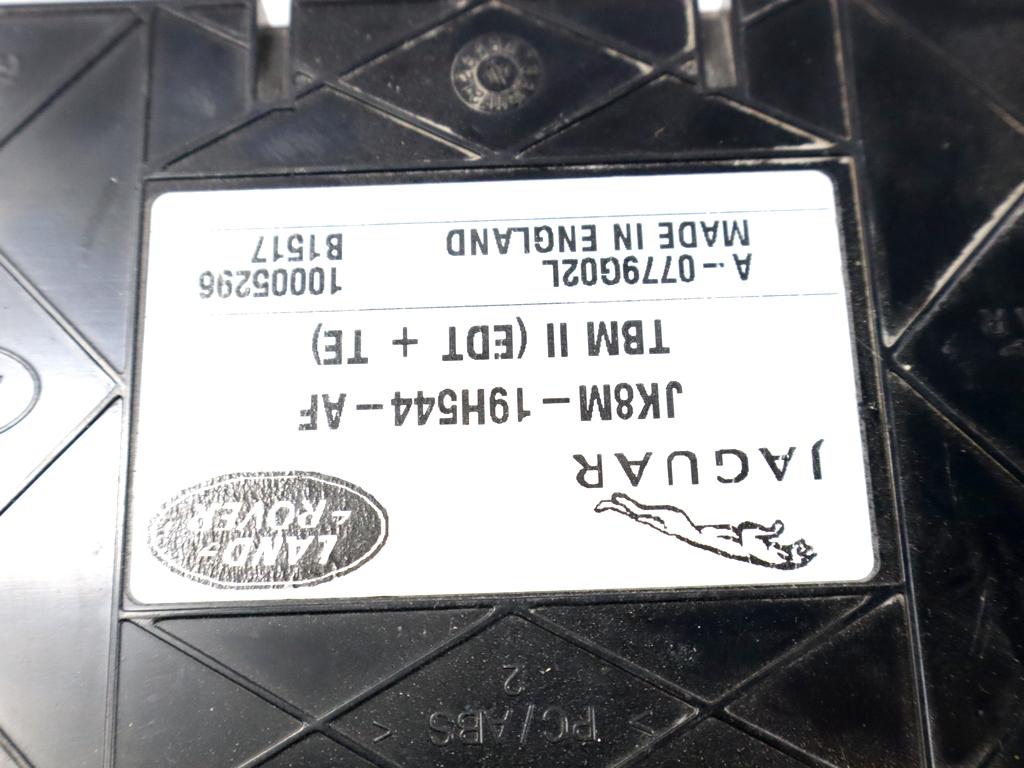 > PC/ABS <
2
JAGUAR
LAND
ROVER
JK8M-19H544-AF
TBM II (EDT + TE)
A-0779G02L 10005296
MADE IN ENGLAND B1517